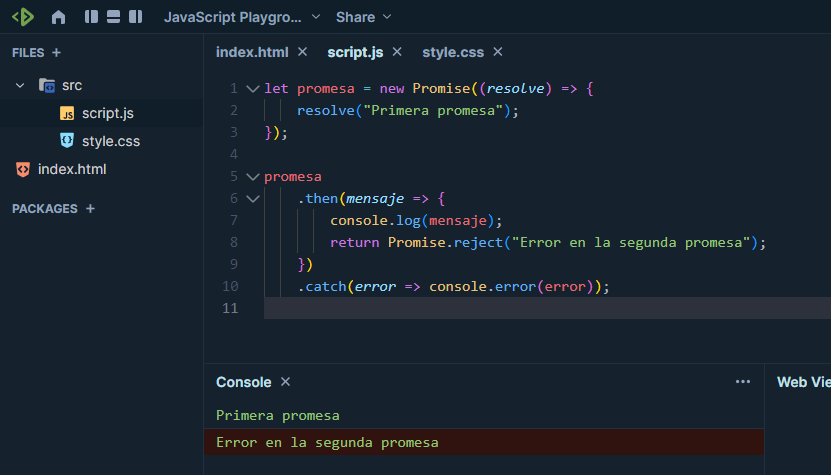 JavaScript Playgro... Share
FILES +
src
script.js
style.css
index.html
PACKAGES +
index.html × script.js × style.css ×
1 let promesa = new Promise((resolve) => {
2 resolve("Primera promesa");
3 });
4
5 promesa
6 .then(mensaje => {
7 console.log(mensaje);
8 return Promise.reject("Error en la segunda promesa");
9 })
10 .catch(error => console.error(error));
11
Console × ... Web Vie
Primera promesa
Error en la segunda promesa